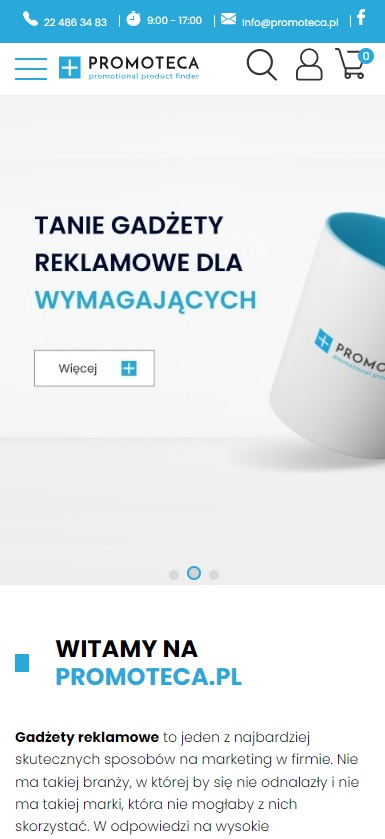 22 486 34 83 9:00 - 17:00 info@promoteca.pl
PROMOTECA
promotional product finder
0
TANIE GADŻETY
REKLAMOWE DLA
WYMAGAJĄCYCH
Więcej
PROMO
promotional pro
WITAMY NA
PROMOTECA.PL
Gadżety reklamowe to jeden z najbardziej
skutecznych sposobów na marketing w firmie. Nie
ma takiej branży, w której by się nie odnalazły i nie
ma takiej marki, która nie mogłaby z nich
skorzystać. W odpowiedzi na wysokie